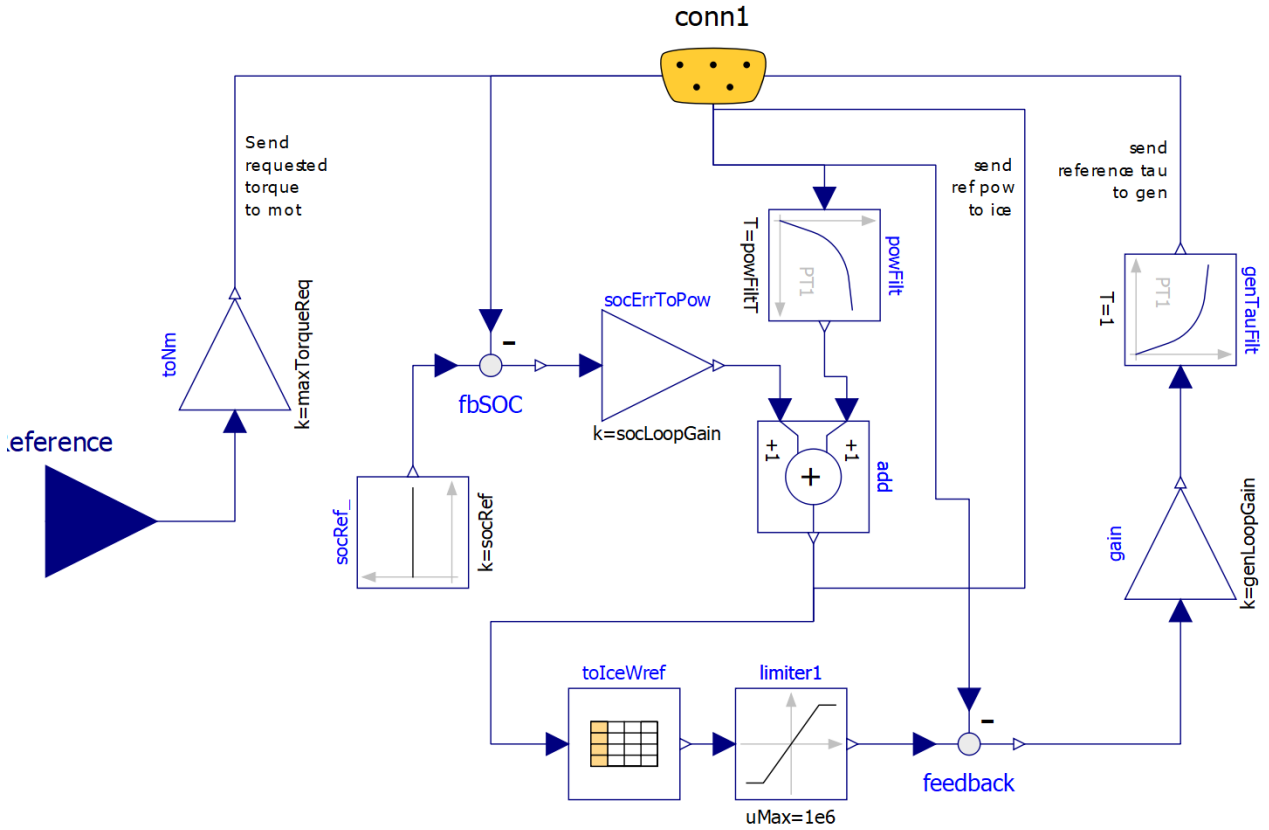 conn1
Send
requested
torque
to mot
send
ref pow
to ice
send
reference tau
to gen
T=powFiltT
PT1
powFilt
T=1
PT1
genTauFilt
toNm
k=maxTorqueReq
socErrToPow
-
fbSOC
k=socLoopGain
eference
socRef_
k=socRef
+1
+1
+
add
gain
k=genLoopGain
toIceWref
limiter1
-
feedback
uMax=1e6